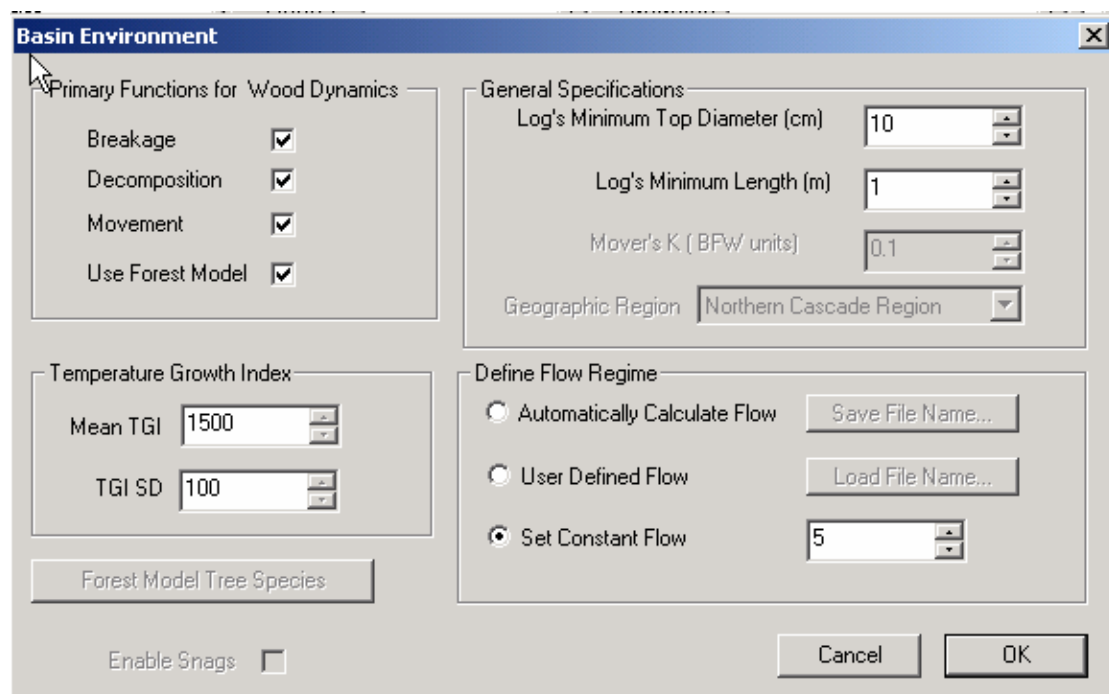 Basin Environment
Primary Functions for Wood Dynamics
Breakage
Decomposition
Movement
Use Forest Model
General Specifications
Log's Minimum Top Diameter (cm) 10
Log's Minimum Length (m) 1
Mover's K ( BFW units) 0.1
Geographic Region Northern Cascade Region
Temperature Growth Index
Mean TGI 1500
TGI SD 100
Define Flow Regime
Automatically Calculate Flow Save File Name...
User Defined Flow Load File Name...
Set Constant Flow 5
Forest Model Tree Species
Enable Snags
Cancel OK